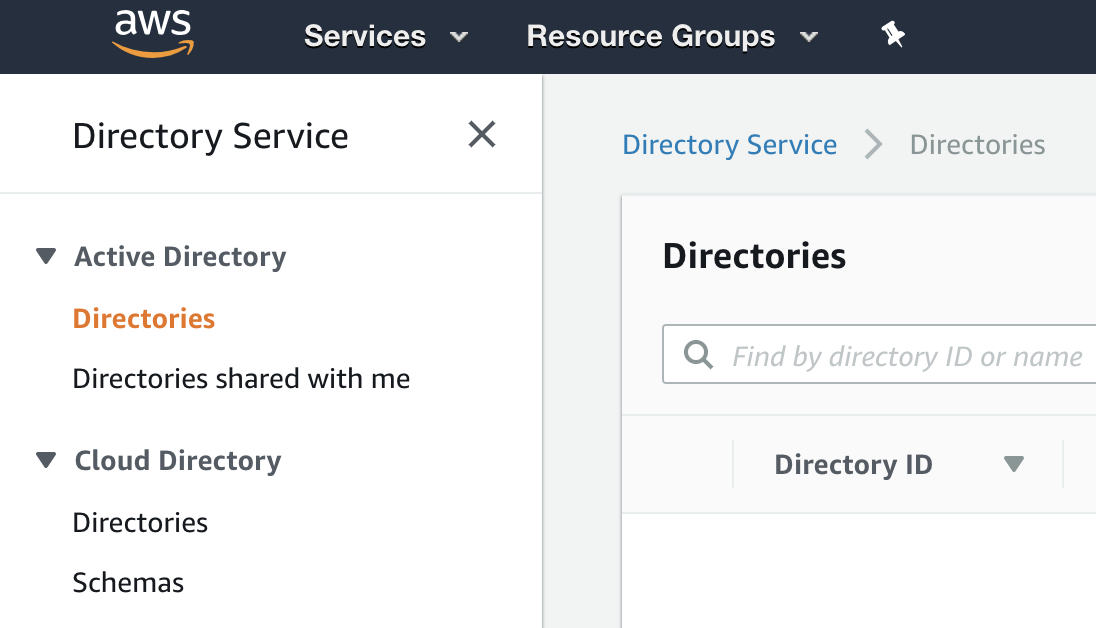 aws
Services
Resource Groups
Directory Service
Active Directory
Directories
Directories shared with me
Cloud Directory
Directories
Schemas
Directory Service
Directories
Directories
Find by directory ID or name
Directory ID